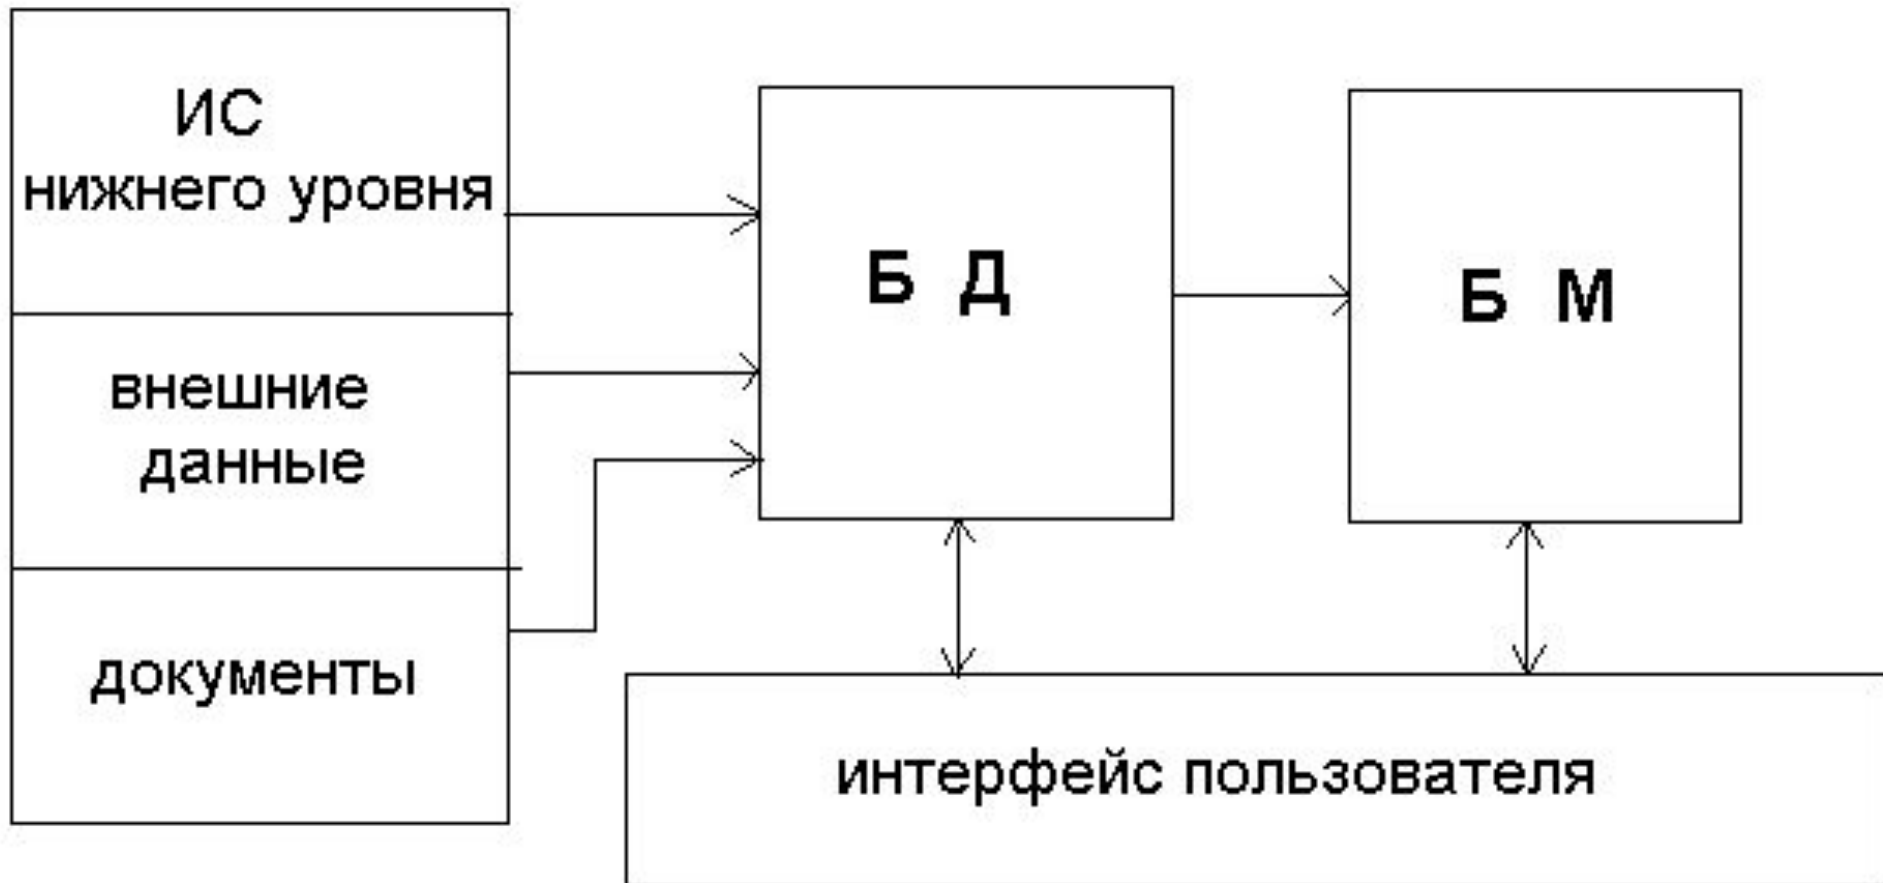 ИС
нижнего уровня
внешние
данные
документы
Б Д
Б М
интерфейс пользователя